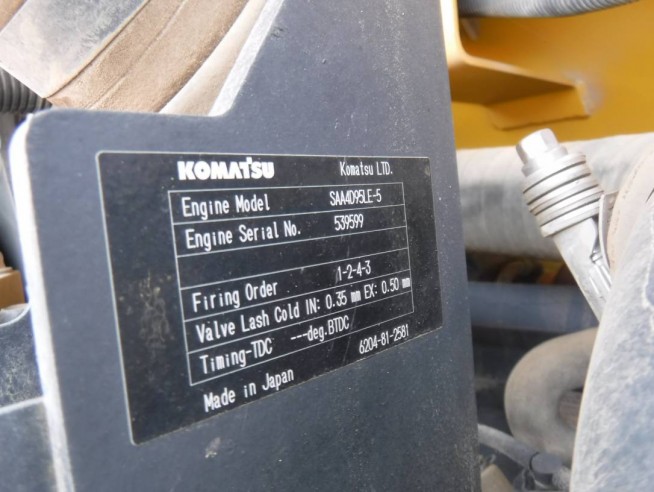 KOMATSU Komatsu LTD.
Engine Model SAA4D95LE-5
Engine Serial No. 539599
Firing Order 1-2-4-3
Valve Lash Cold IN: 0.35 mm EX: 0.50 mm
Timing-TDC ---deg.BTDC
Made in Japan 6204-81-2581